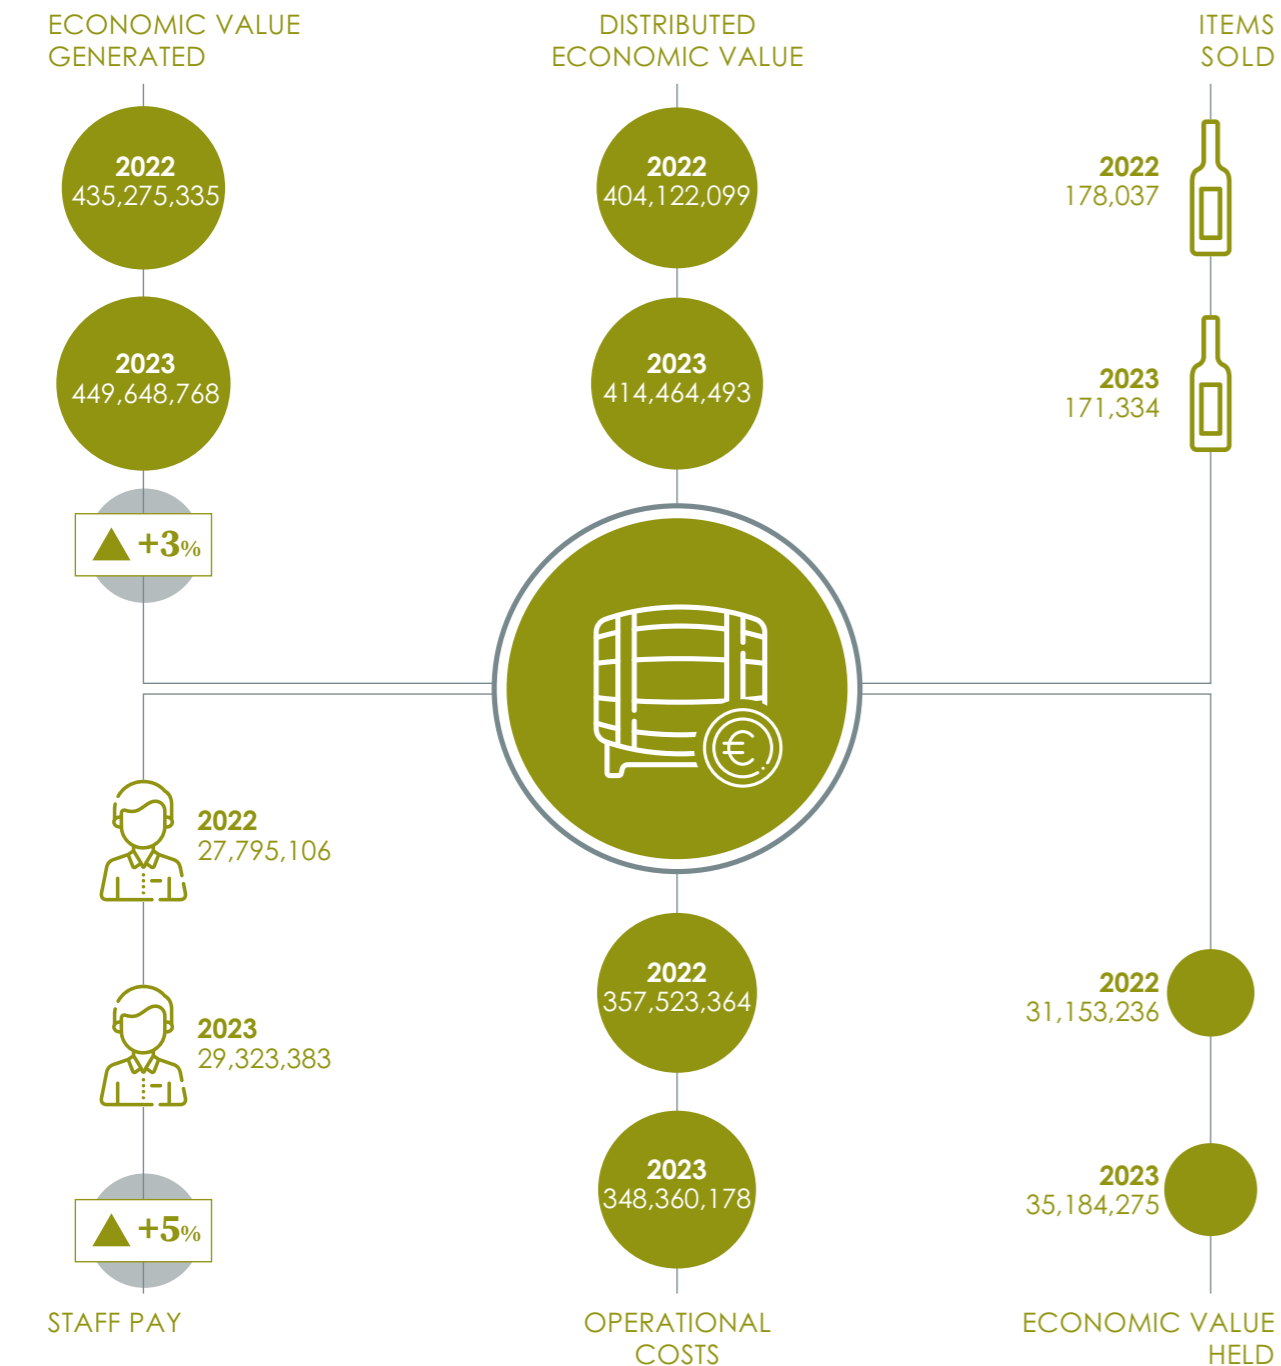 ECONOMIC VALUE
GENERATED
2022
435,275,335
2023
449,648,768
+3%
DISTRIBUTED
ECONOMIC VALUE
2022
404,122,099
2023
414,464,493
ITEMS
SOLD
2022
178,037
2023
171,334
€
2022
27,795,106
2023
29,323,383
+5%
STAFF PAY
2022
357,523,364
2023
348,360,178
OPERATIONAL
COSTS
2022
31,153,236
2023
35,184,275
ECONOMIC VALUE
HELD